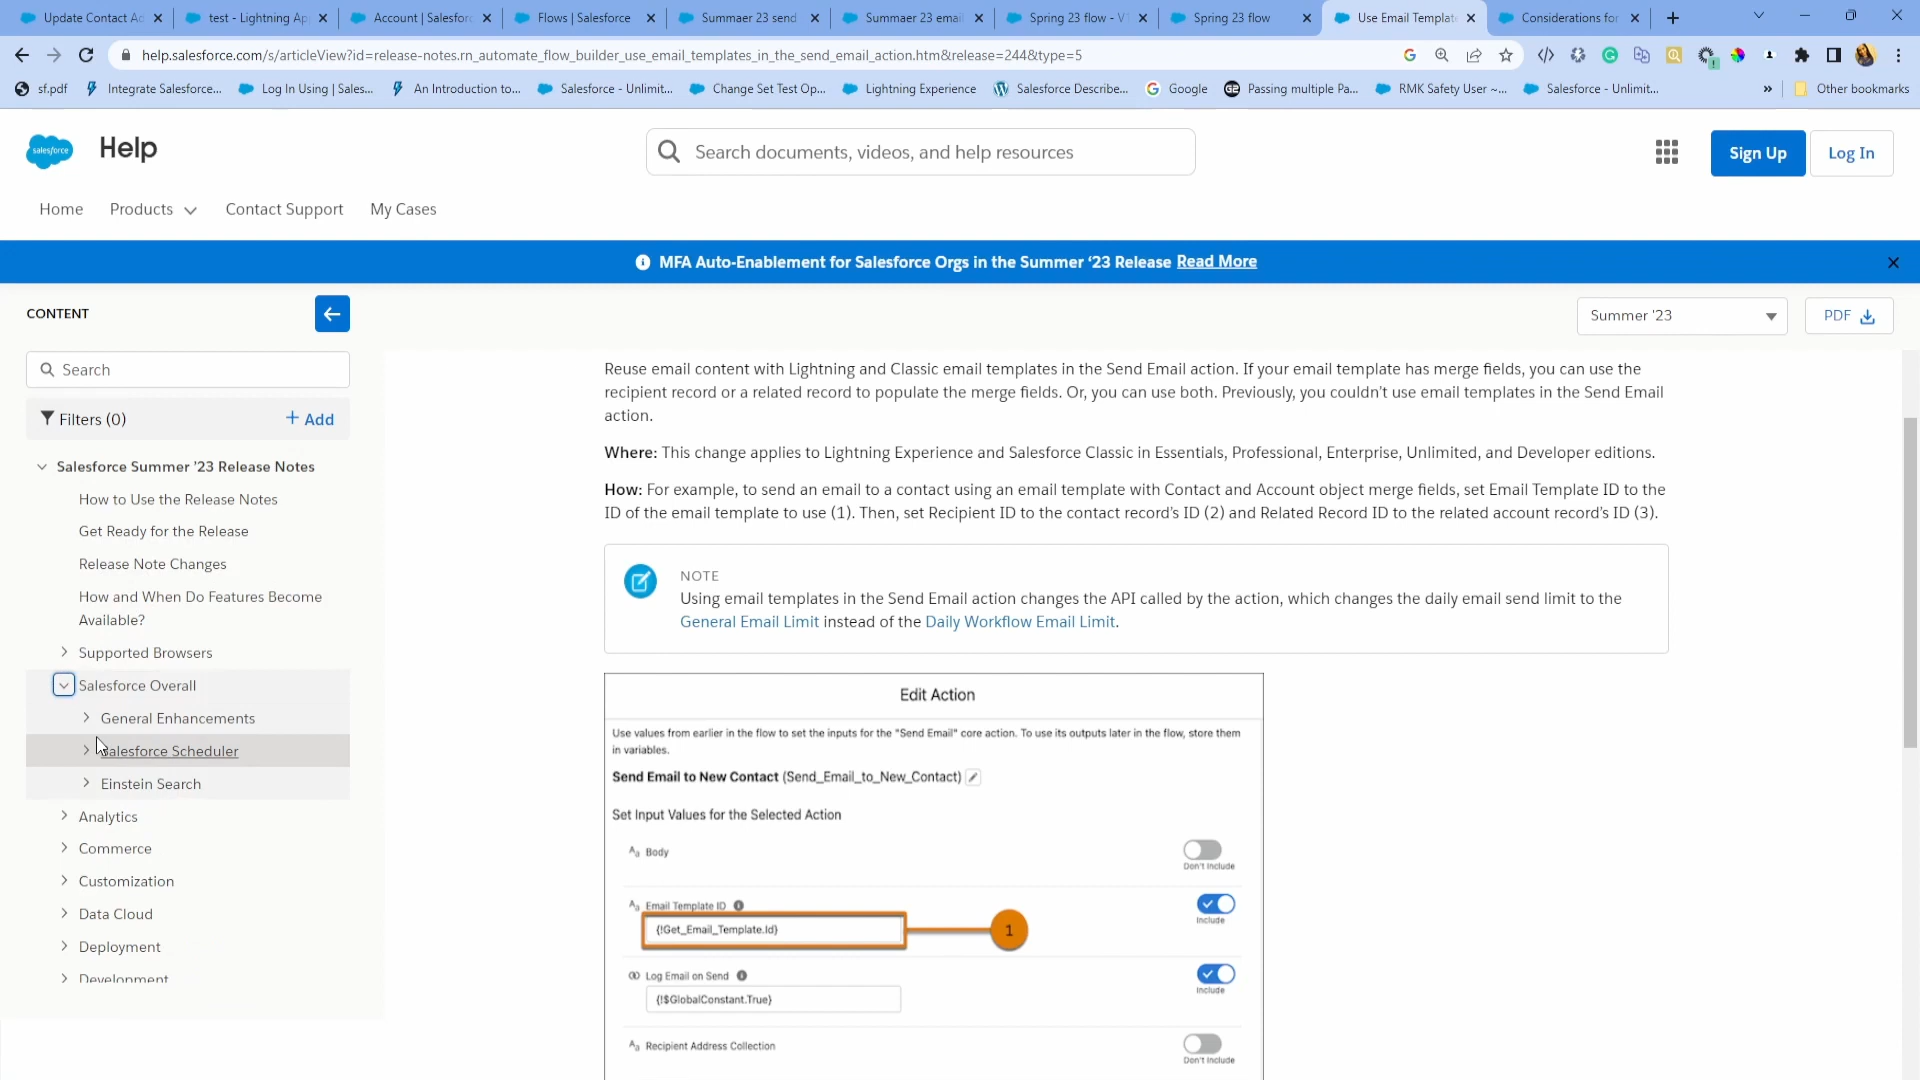 Update Contact Ac
test - Lightning Ap
Account | Salesforc
Flows | Salesforce
Summaer 23 send
Summaer 23 email
Spring 23 flow - V1
Spring 23 flow
Use Email Template
Considerations for
help.salesforce.com/s/articleView?id=release-notes.rn_automate_flow_builder_use_email_templates_in_the_send_email_action.htm&release=244&type=5
sf.pdf
Integrate Salesforce...
Log In Using | Sales...
An Introduction to...
Salesforce - Unlimit...
Change Set Test Op...
Lightning Experience
Salesforce Describe...
Google
Passing multiple Pa...
RMK Safety User ~...
Salesforce - Unlimit...
Other bookmarks
salesforce
Help
Search documents, videos, and help resources
Sign Up
Log In
Home
Products
Contact Support
My Cases
MFA Auto-Enablement for Salesforce Orgs in the Summer ‘23 Release Read More
CONTENT
Summer '23
PDF
Search
Filters (0)
+ Add
Salesforce Summer ’23 Release Notes
How to Use the Release Notes
Get Ready for the Release
Release Note Changes
How and When Do Features Become
Available?
Supported Browsers
Salesforce Overall
General Enhancements
Salesforce Scheduler
Einstein Search
Analytics
Commerce
Customization
Data Cloud
Deployment
Development
Reuse email content with Lightning and Classic email templates in the Send Email action. If your email template has merge fields, you can use the
recipient record or a related record to populate the merge fields. Or, you can use both. Previously, you couldn’t use email templates in the Send Email
action.
Where: This change applies to Lightning Experience and Salesforce Classic in Essentials, Professional, Enterprise, Unlimited, and Developer editions.
How: For example, to send an email to a contact using an email template with Contact and Account object merge fields, set Email Template ID to the
ID of the email template to use (1). Then, set Recipient ID to the contact record’s ID (2) and Related Record ID to the related account record’s ID (3).
NOTE
Using email templates in the Send Email action changes the API called by the action, which changes the daily email send limit to the
General Email Limit instead of the Daily Workflow Email Limit.
Edit Action
Use values from earlier in the flow to set the inputs for the "Send Email" core action. To use its outputs later in the flow, store them
in variables.
Send Email to New Contact (Send_Email_to_New_Contact)
Set Input Values for the Selected Action
Aa Body
Don't Include
Aa Email Template ID
{!Get_Email_Template.Id}
Include
1
Log Email on Send
{!$GlobalConstant.True}
Include
Aa Recipient Address Collection
Don't Include